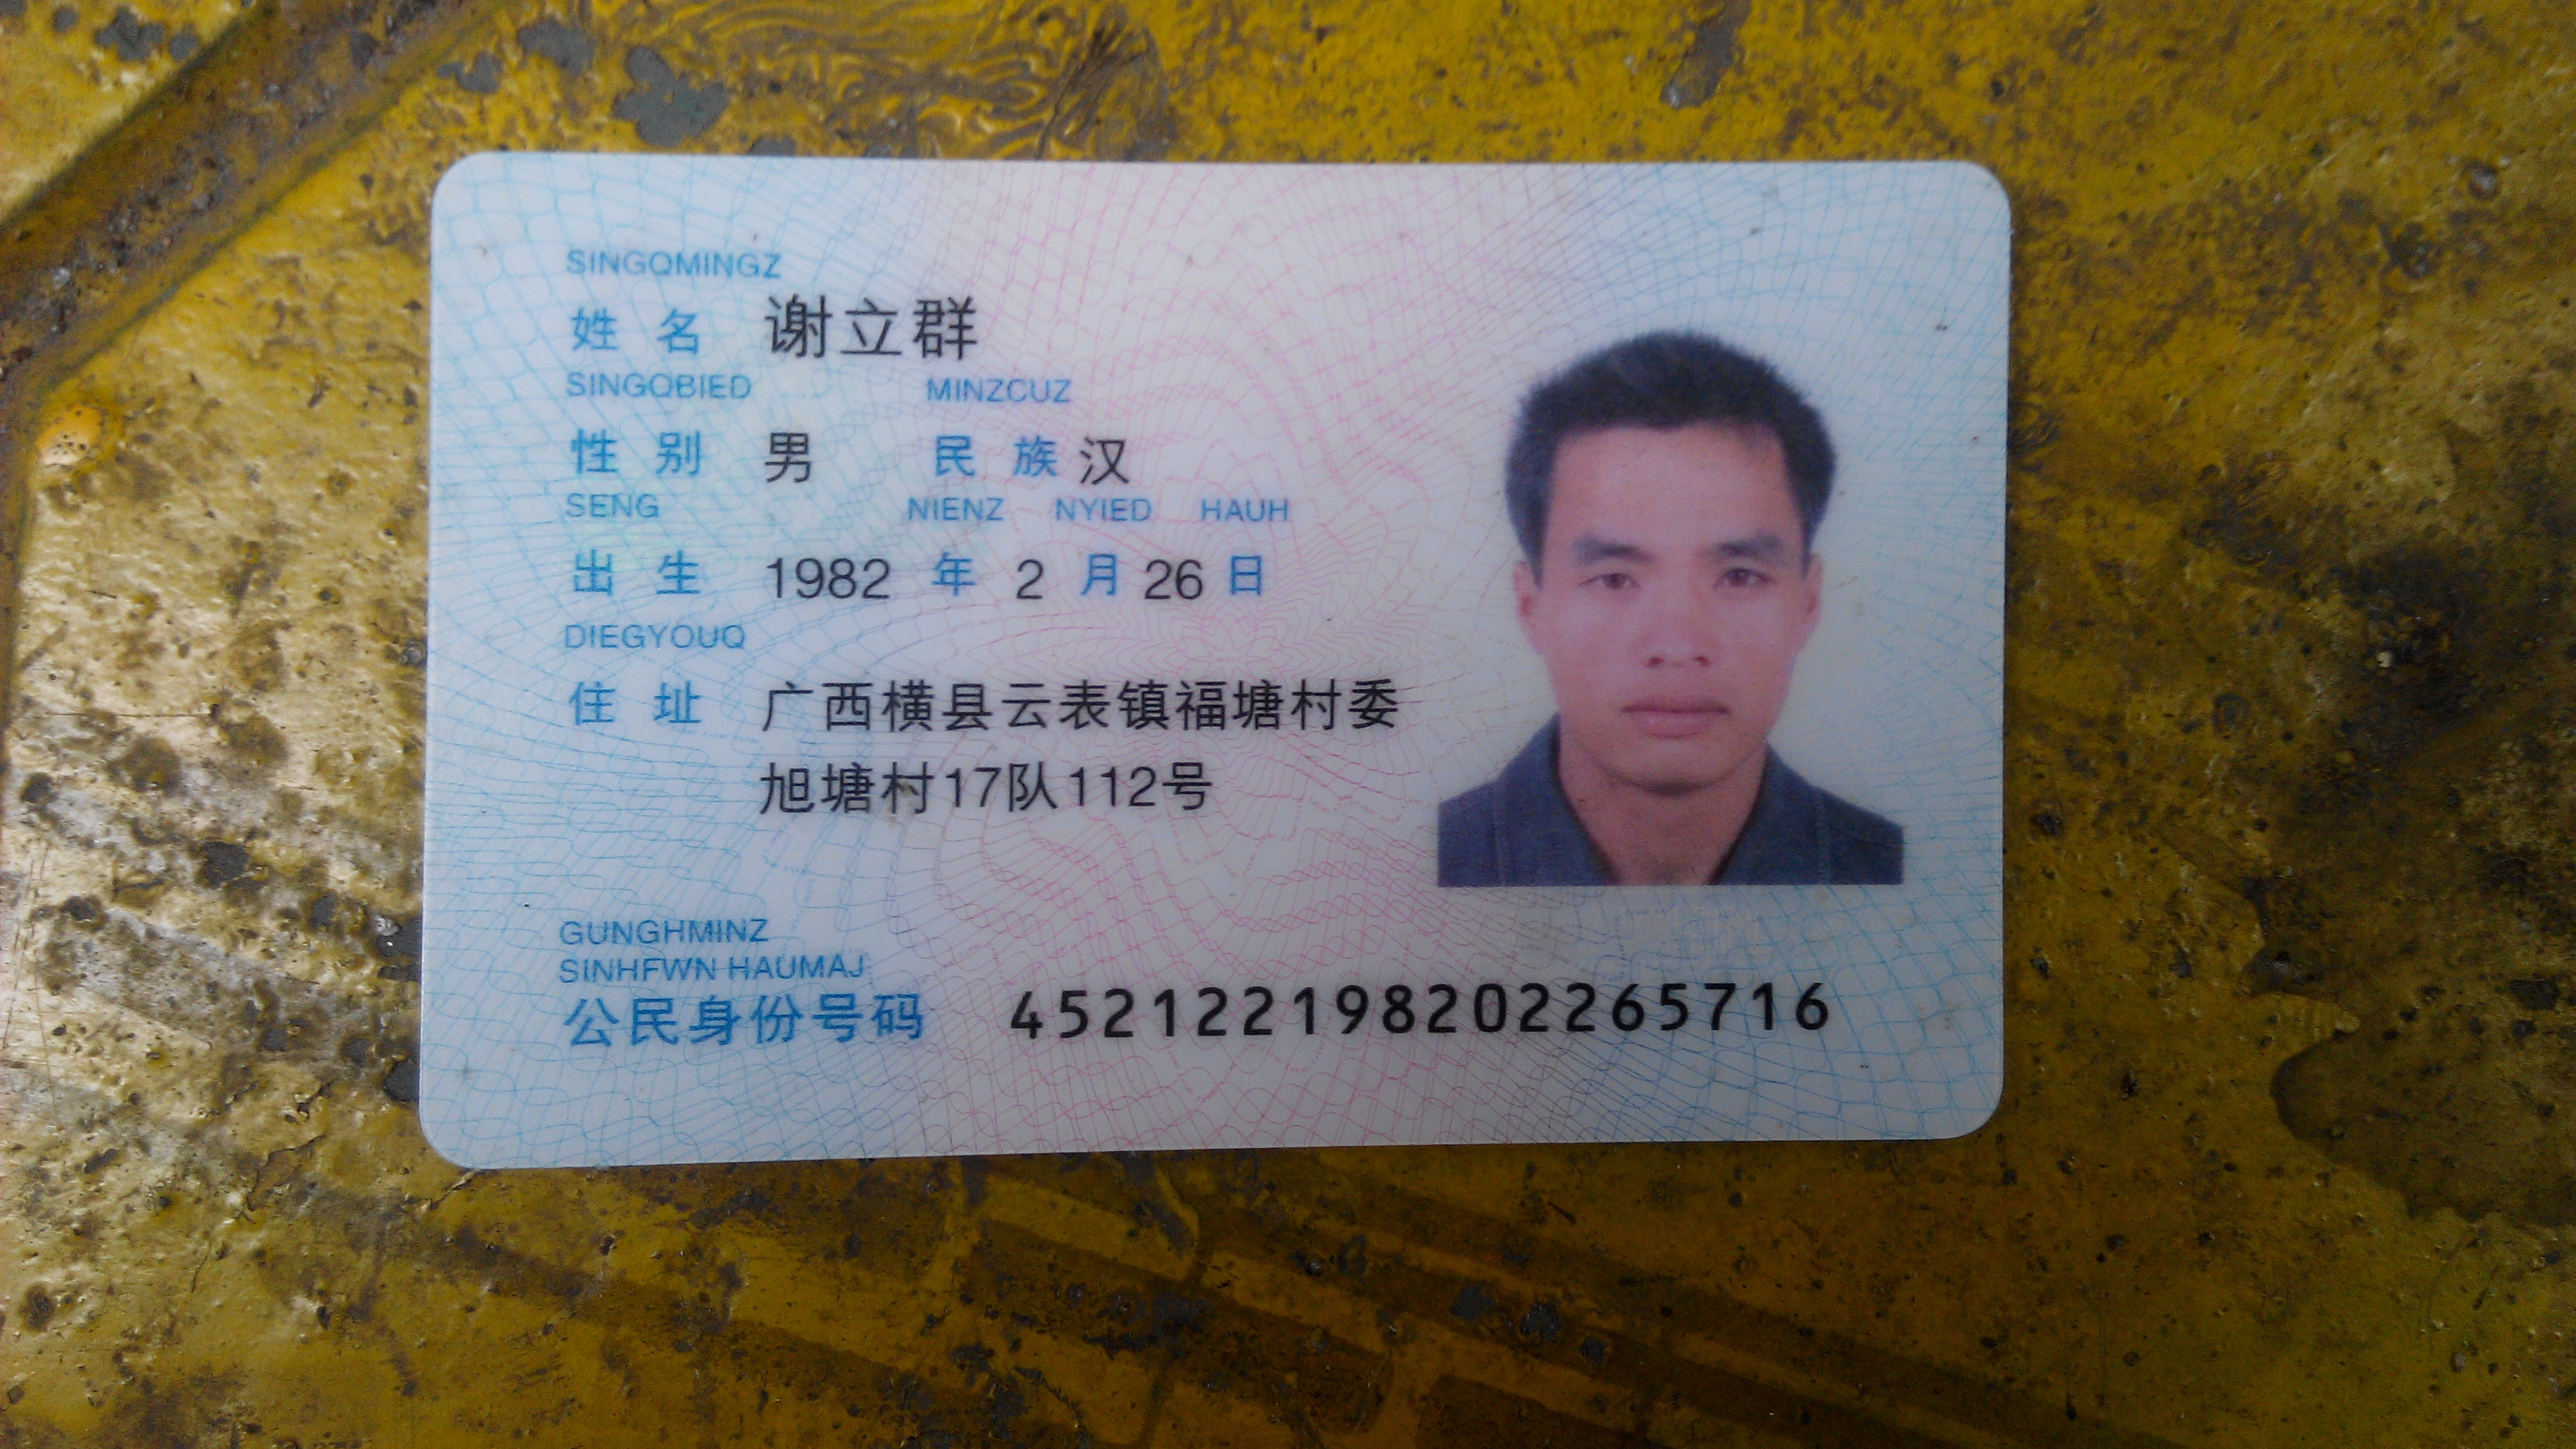 SINGQMINGZ
姓名 谢立群
SINGQBIED MINZCUZ
性别 男 民族 汉
SENG NIENZ NYIED HAUH
出生 1982 年 2 月 26 日
DIEGYOUQ
住址 广西横县云表镇福塘村委
旭塘村17队112号
GUNGHMINZ
SINHFWN HAUMAJ
公民身份号码 452122198202265716